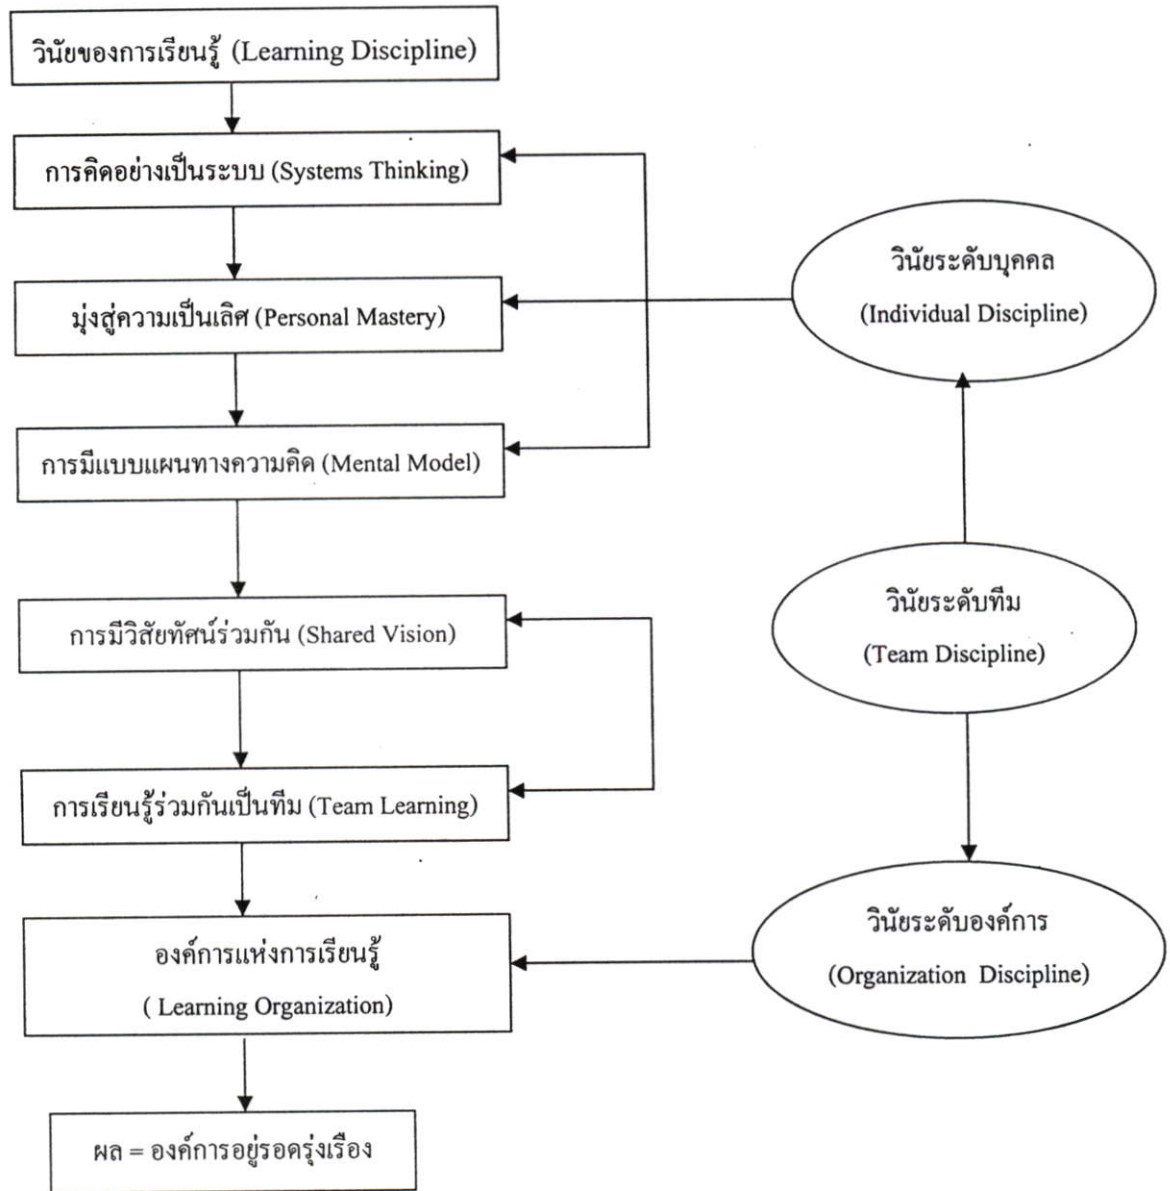 วินัยของการเรียนรู้ (Learning Discipline)
การคิดอย่างเป็นระบบ (Systems Thinking)
มุ่งสู่ความเป็นเลิศ (Personal Mastery)
การมีแบบแผนทางความคิด (Mental Model)
การมีวิสัยทัศน์ร่วมกัน (Shared Vision)
การเรียนรู้ร่วมกันเป็นทีม (Team Learning)
องค์การแห่งการเรียนรู้
( Learning Organization)
ผล = องค์การอยู่รอดรุ่งเรือง
วินัยระดับบุคคล
(Individual Discipline)
วินัยระดับทีม
(Team Discipline)
วินัยระดับองค์การ
(Organization Discipline)